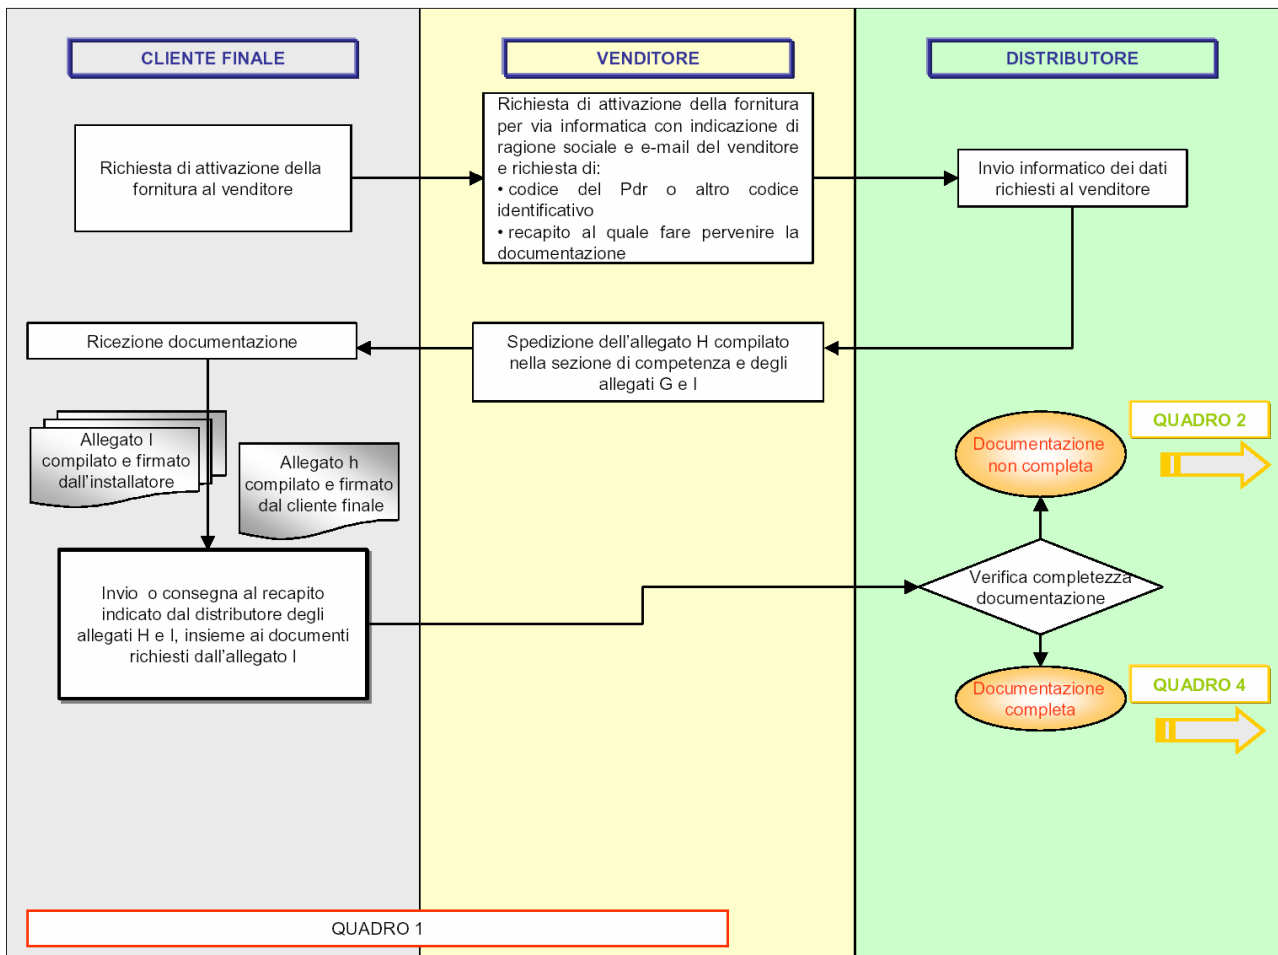 CLIENTE FINALE
VENDITORE
DISTRIBUTORE
Richiesta di attivazione della
fornitura al venditore
Richiesta di attivazione della fornitura
per via informatica con indicazione di
ragione sociale e e-mail del venditore
e richiesta di:
• codice del Pdr o altro codice
identificativo
• recapito al quale fare pervenire la
documentazione
Invio informatico dei dati
richiesti al venditore
Ricezione documentazione
Spedizione dell'allegato H compilato
nella sezione di competenza e degli
allegati G e I
Allegato I
compilato e firmato
dall'installatore
Allegato h
compilato e firmato
dal cliente finale
Documentazione
non completa
QUADRO 2
Invio o consegna al recapito
indicato dal distributore degli
allegati H e I, insieme ai documenti
richiesti dall'allegato I
Verifica completezza
documentazione
Documentazione
completa
QUADRO 4
QUADRO 1